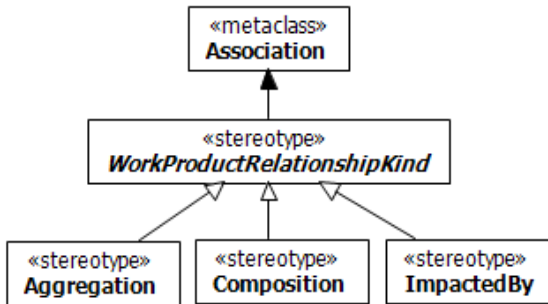 «metaclass»
Association
«stereotype»
WorkProductRelationshipKind
«stereotype»
Aggregation
«stereotype»
Composition
«stereotype»
ImpactedBy